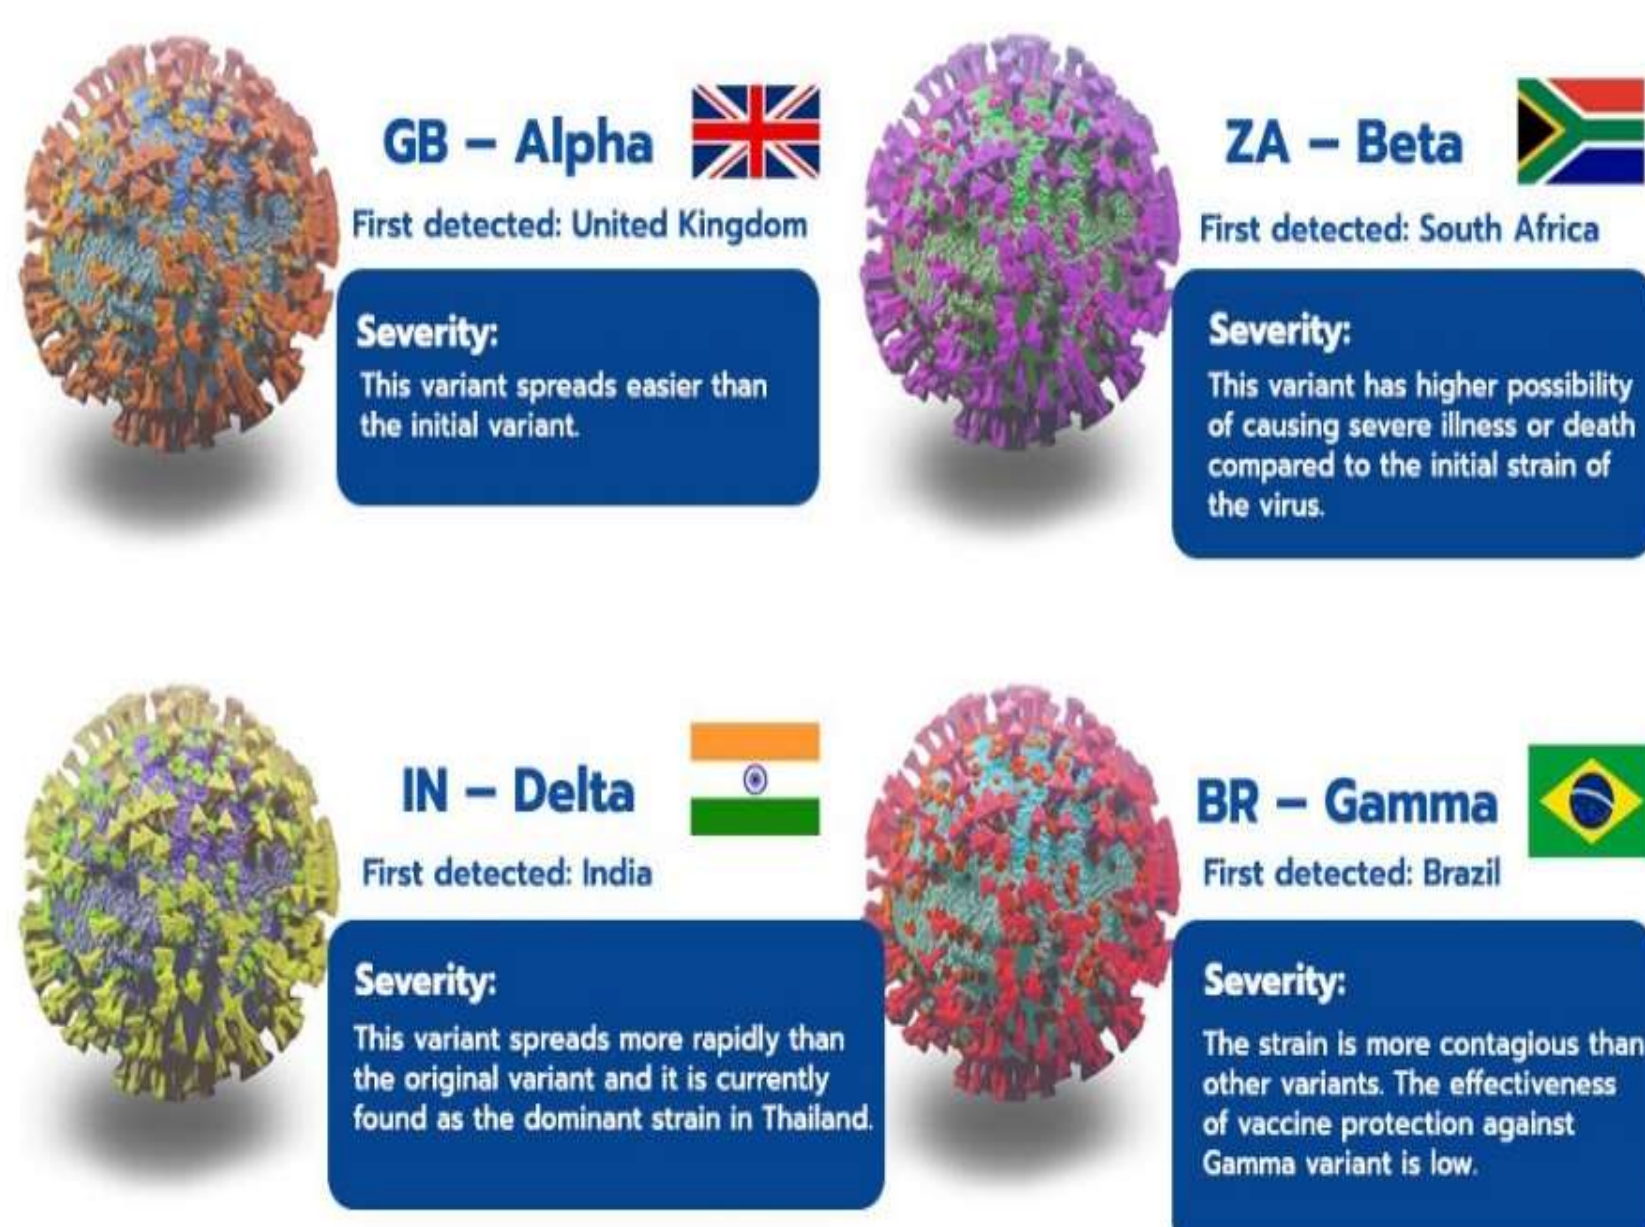 GB – Alpha
First detected: United Kingdom
Severity:
This variant spreads easier than
the initial variant.
ZA – Beta
First detected: South Africa
Severity:
This variant has higher possibility
of causing severe illness or death
compared to the initial strain of
the virus.
IN – Delta
First detected: India
Severity:
This variant spreads more rapidly than
the original variant and it is currently
found as the dominant strain in Thailand.
BR – Gamma
First detected: Brazil
Severity:
The strain is more contagious than
other variants. The effectiveness
of vaccine protection against
Gamma variant is low.